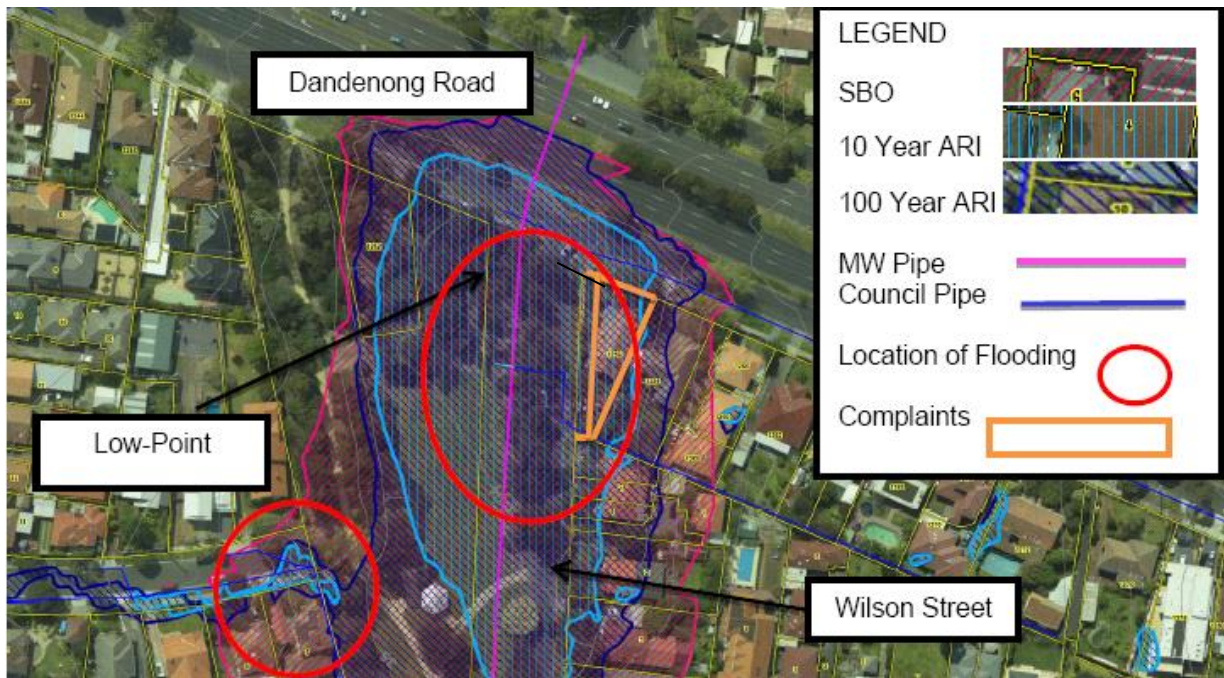 Dandenong Road
LEGEND
SBO
10 Year ARI
100 Year ARI
MW Pipe
Council Pipe
Location of Flooding
Complaints
Low-Point
Wilson Street